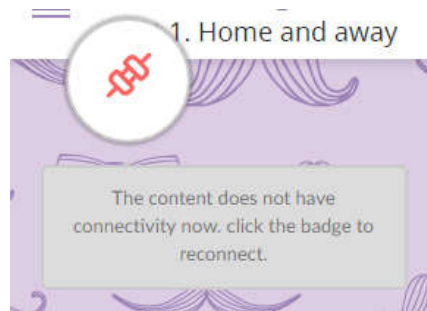 1. Home and away
The content does not have
connectivity now. click the badge to
reconnect.